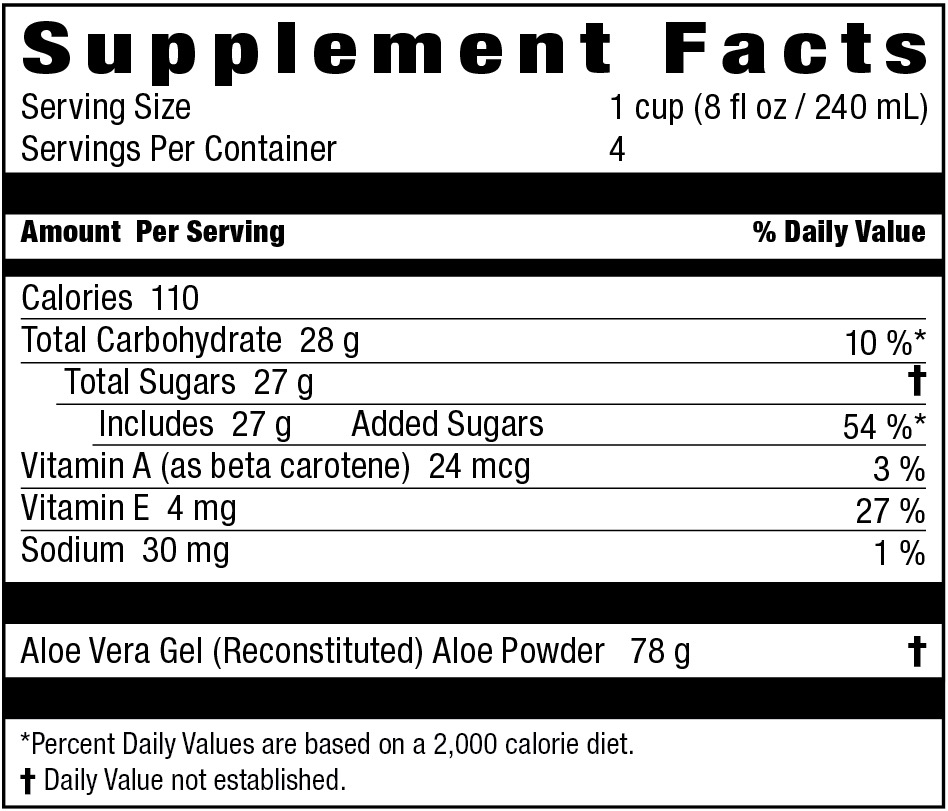 Supplement Facts
Serving Size 1 cup (8 fl oz / 240 mL)
Servings Per Container 4
Amount Per Serving % Daily Value
Calories 110
Total Carbohydrate 28 g 10 %*
Total Sugars 27 g †
Includes 27 g Added Sugars 54 %*
Vitamin A (as beta carotene) 24 mcg 3 %
Vitamin E 4 mg 27 %
Sodium 30 mg 1 %
Aloe Vera Gel (Reconstituted) Aloe Powder 78 g †
*Percent Daily Values are based on a 2,000 calorie diet.
† Daily Value not established.